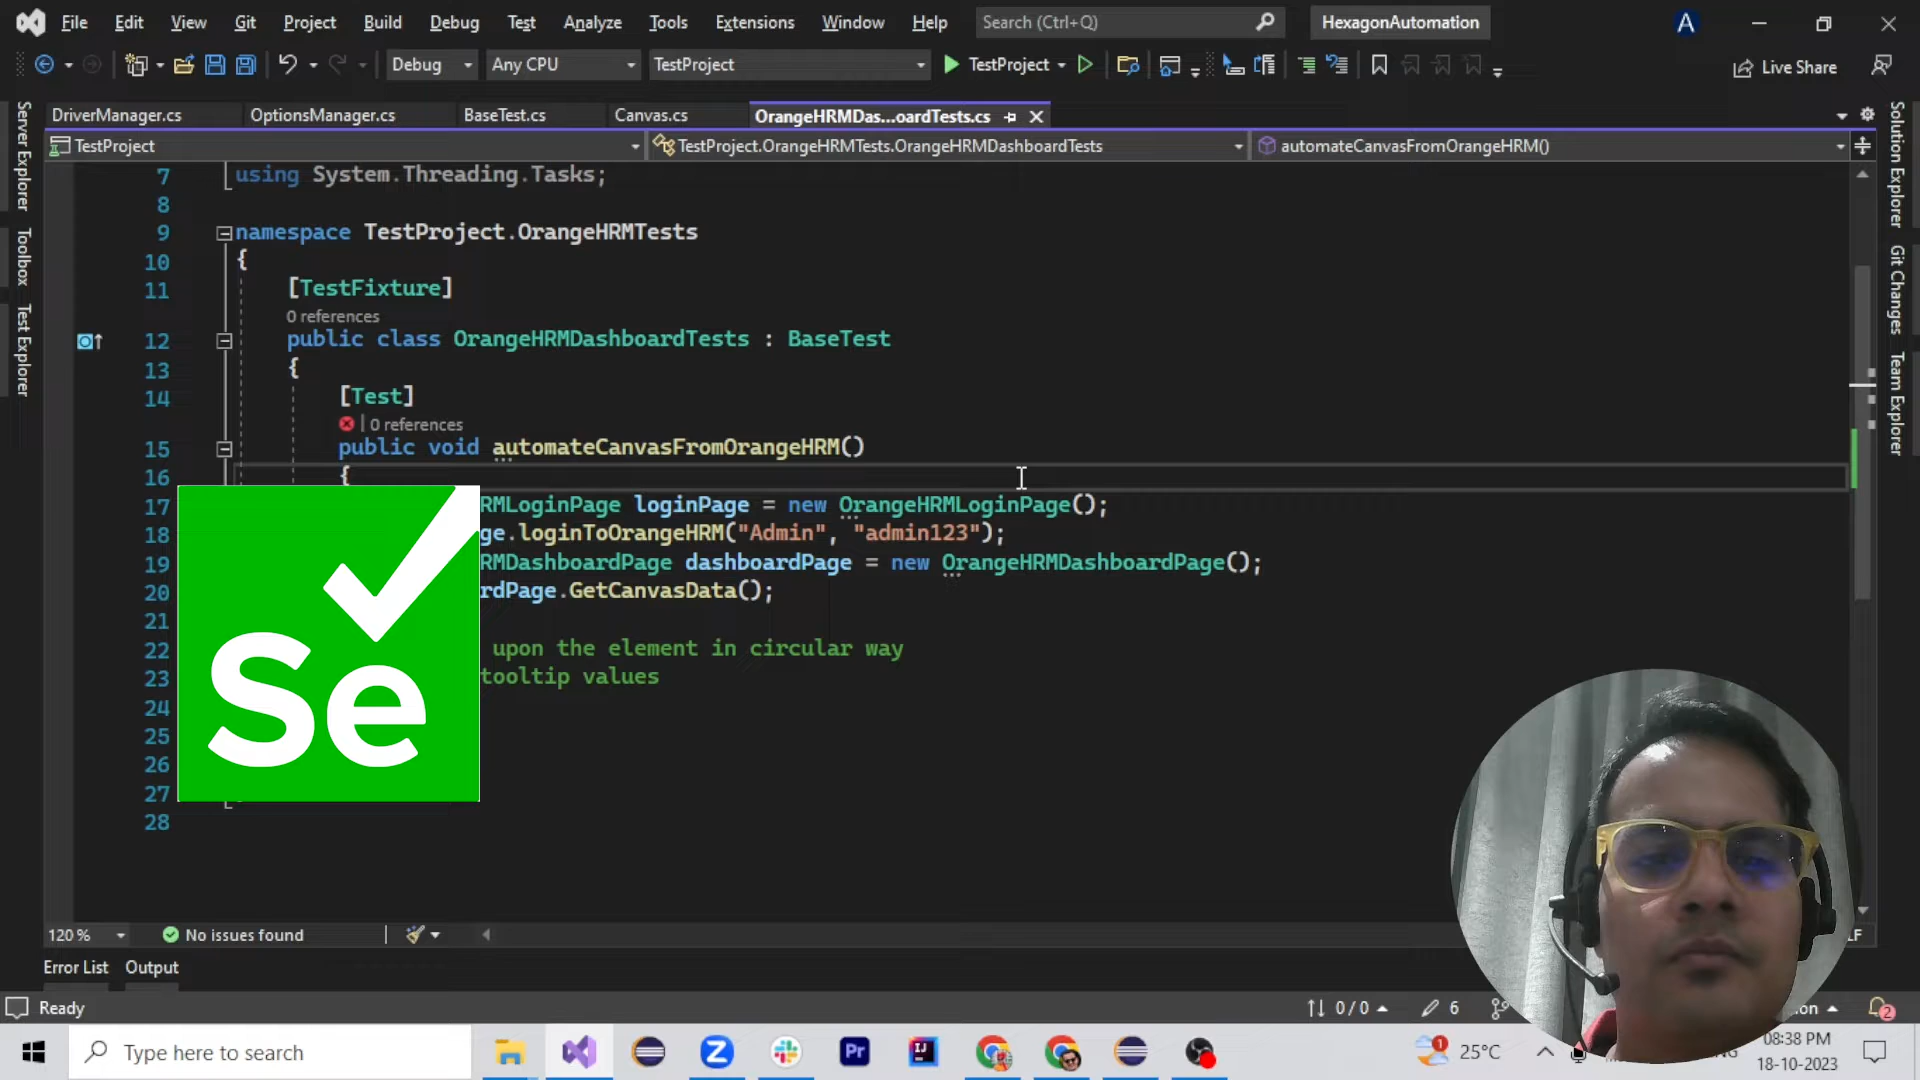 File Edit View Git Project Build Debug Test Analyze Tools Extensions Window Help Search (Ctrl+Q) HexagonAutomation A
Debug Any CPU TestProject TestProject Live Share
DriverManager.cs OptionsManager.cs BaseTest.cs Canvas.cs OrangeHRMDas...oardTests.cs
TestProject TestProject.OrangeHRMTests.OrangeHRMDashboardTests automateCanvasFromOrangeHRM()
Server Explorer
Toolbox
Test Explorer
7 using System.Threading.Tasks;
8
9 namespace TestProject.OrangeHRMTests
10 {
11 [TestFixture]
0 references
12 public class OrangeHRMDashboardTests : BaseTest
13 {
14 [Test]
0 references
15 public void automateCanvasFromOrangeHRM()
16 {
17 RMLoginPage loginPage = new OrangeHRMLoginPage();
18 ge.loginToOrangeHRM("Admin", "admin123");
19 RMDashboardPage dashboardPage = new OrangeHRMDashboardPage();
20 rdPage.GetCanvasData();
21
22 upon the element in circular way
23 tooltip values
24
25
26
27
28
Se
Solution Explorer
Git Changes
Team Explorer
120 % No issues found LF
Error List Output
Ready 0 / 0 6 on 2
Type here to search Z Pr IJ 1 25°C NG 08:38 PM
18-10-2023